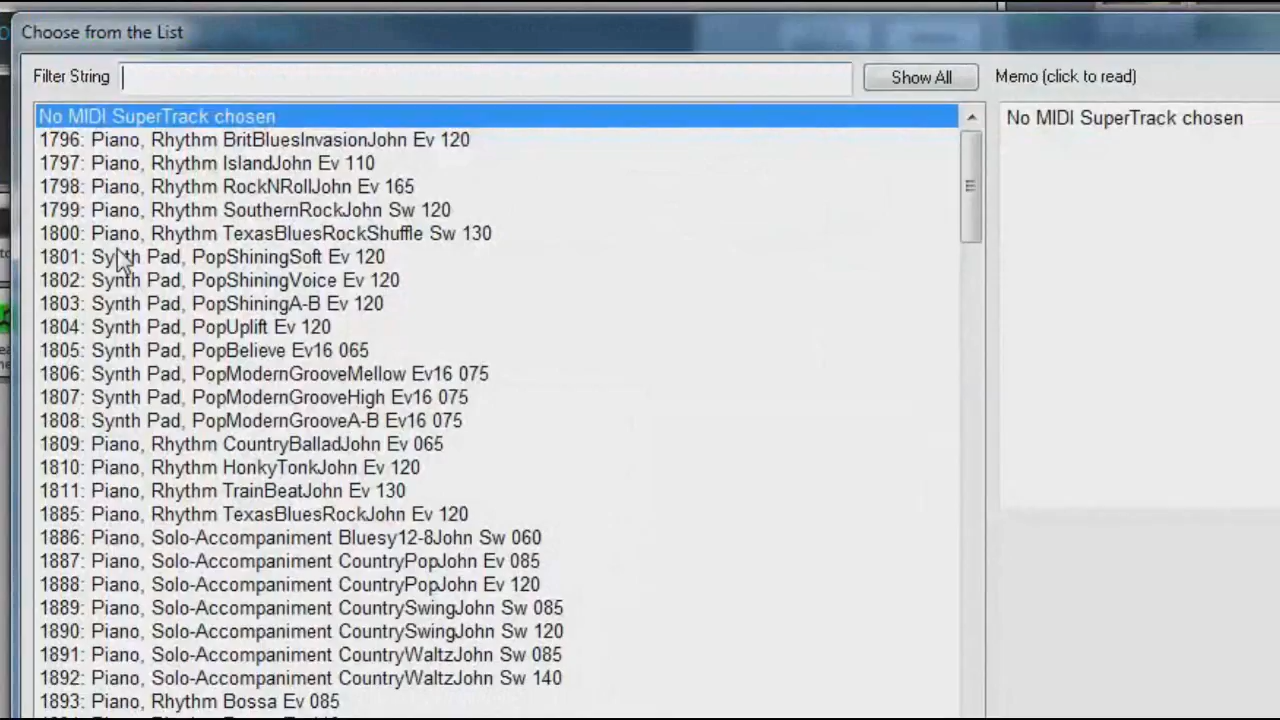 Choose from the List
Filter String
Show All
Memo (click to read)
No MIDI SuperTrack chosen
No MIDI SuperTrack chosen
1796: Piano, Rhythm BritBluesInvasionJohn Ev 120
1797: Piano, Rhythm IslandJohn Ev 110
1798: Piano, Rhythm RockNRollJohn Ev 165
1799: Piano, Rhythm SouthernRockJohn Sw 120
1800: Piano, Rhythm TexasBluesRockShuffle Sw 130
1801: Synth Pad, PopShiningSoft Ev 120
1802: Synth Pad, PopShiningVoice Ev 120
1803: Synth Pad, PopShiningA-B Ev 120
1804: Synth Pad, PopUplift Ev 120
1805: Synth Pad, PopBelieve Ev16 065
1806: Synth Pad, PopModernGrooveMellow Ev16 075
1807: Synth Pad, PopModernGrooveHigh Ev16 075
1808: Synth Pad, PopModernGrooveA-B Ev16 075
1809: Piano, Rhythm CountryBalladJohn Ev 065
1810: Piano, Rhythm HonkyTonkJohn Ev 120
1811: Piano, Rhythm TrainBeatJohn Ev 130
1885: Piano, Rhythm TexasBluesRockJohn Ev 120
1886: Piano, Solo-Accompaniment Bluesy12-8John Sw 060
1887: Piano, Solo-Accompaniment CountryPopJohn Ev 085
1888: Piano, Solo-Accompaniment CountryPopJohn Ev 120
1889: Piano, Solo-Accompaniment CountrySwingJohn Sw 085
1890: Piano, Solo-Accompaniment CountrySwingJohn Sw 120
1891: Piano, Solo-Accompaniment CountryWaltzJohn Sw 085
1892: Piano, Solo-Accompaniment CountryWaltzJohn Sw 140
1893: Piano, Rhythm Bossa Ev 085